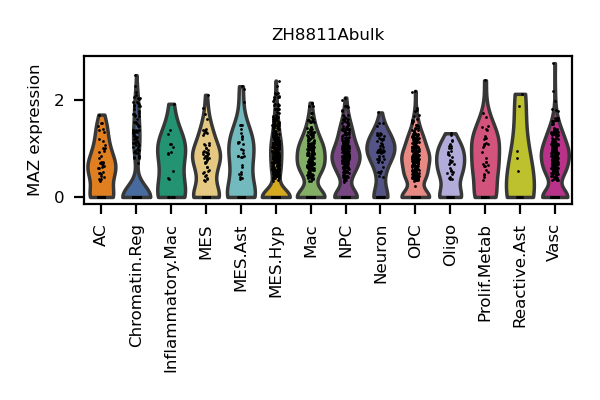 ZH8811Abulk
MAZ expression
2
0
AC
Chromatin.Reg
Inflammatory.Mac
MES
MES.Ast
MES.Hyp
Mac
NPC
Neuron
OPC
Oligo
Prolif.Metab
Reactive.Ast
Vasc